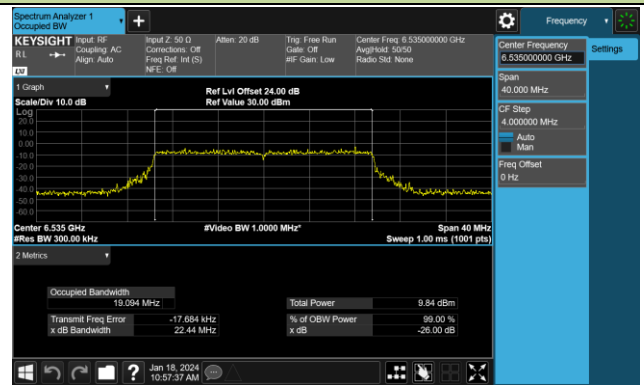 Spectrum Analyzer 1
Occupied BW
Frequency
KEYSIGHT
RL
Input: RF
Coupling: AC
Align: Auto
Input Z: 50 Ω
Corrections: Off
Freq Ref: Int (S)
NFE: Off
Atten: 20 dB
Trig: Free Run
Gate: Off
#IF Gain: Low
Center Freq: 6.535000000 GHz
Avg|Hold: 50/50
Radio Std: None
Center Frequency
6.535000000 GHz
Settings
Span
40.000 MHz
CF Step
4.000000 MHz
Auto
Man
Freq Offset
0 Hz
1 Graph
Scale/Div 10.0 dB
Ref Lvl Offset 24.00 dB
Ref Value 30.00 dBm
Log
20.0
10.0
0.00
-10.0
-20.0
-30.0
-40.0
-50.0
-60.0
Center 6.535 GHz
#Video BW 1.0000 MHz*
Span 40 MHz
#Res BW 300.00 kHz
Sweep 1.00 ms (1001 pts)
2 Metrics
Occupied Bandwidth
19.094 MHz
Total Power 9.84 dBm
Transmit Freq Error -17.684 kHz
% of OBW Power 99.00 %
x dB Bandwidth 22.44 MHz
x dB -26.00 dB
Jan 18, 2024
10:57:37 AM